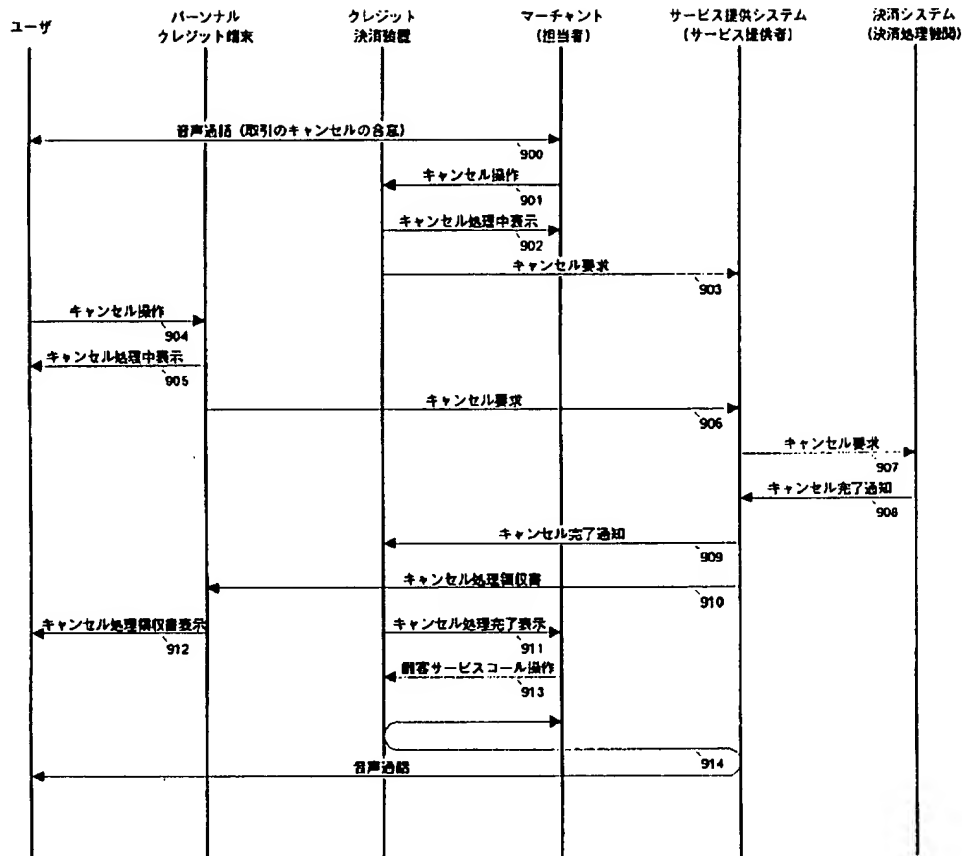 ユーザ
パーソナル
クレジット端末
クレジット
決済装置
マーチャント
(担当者)
サービス提供システム
(サービス提供者)
決済システム
(決済処理機関)
音声通話（取引のキャンセルの合意）
900
キャンセル操作
901
キャンセル処理中表示
902
キャンセル要求
903
キャンセル操作
904
キャンセル処理中表示
905
キャンセル要求
906
キャンセル要求
907
キャンセル完了通知
908
キャンセル完了通知
909
キャンセル処理領収書
910
キャンセル処理領収書表示
912
キャンセル処理完了表示
911
顧客サービスコール操作
913
914
音声通話